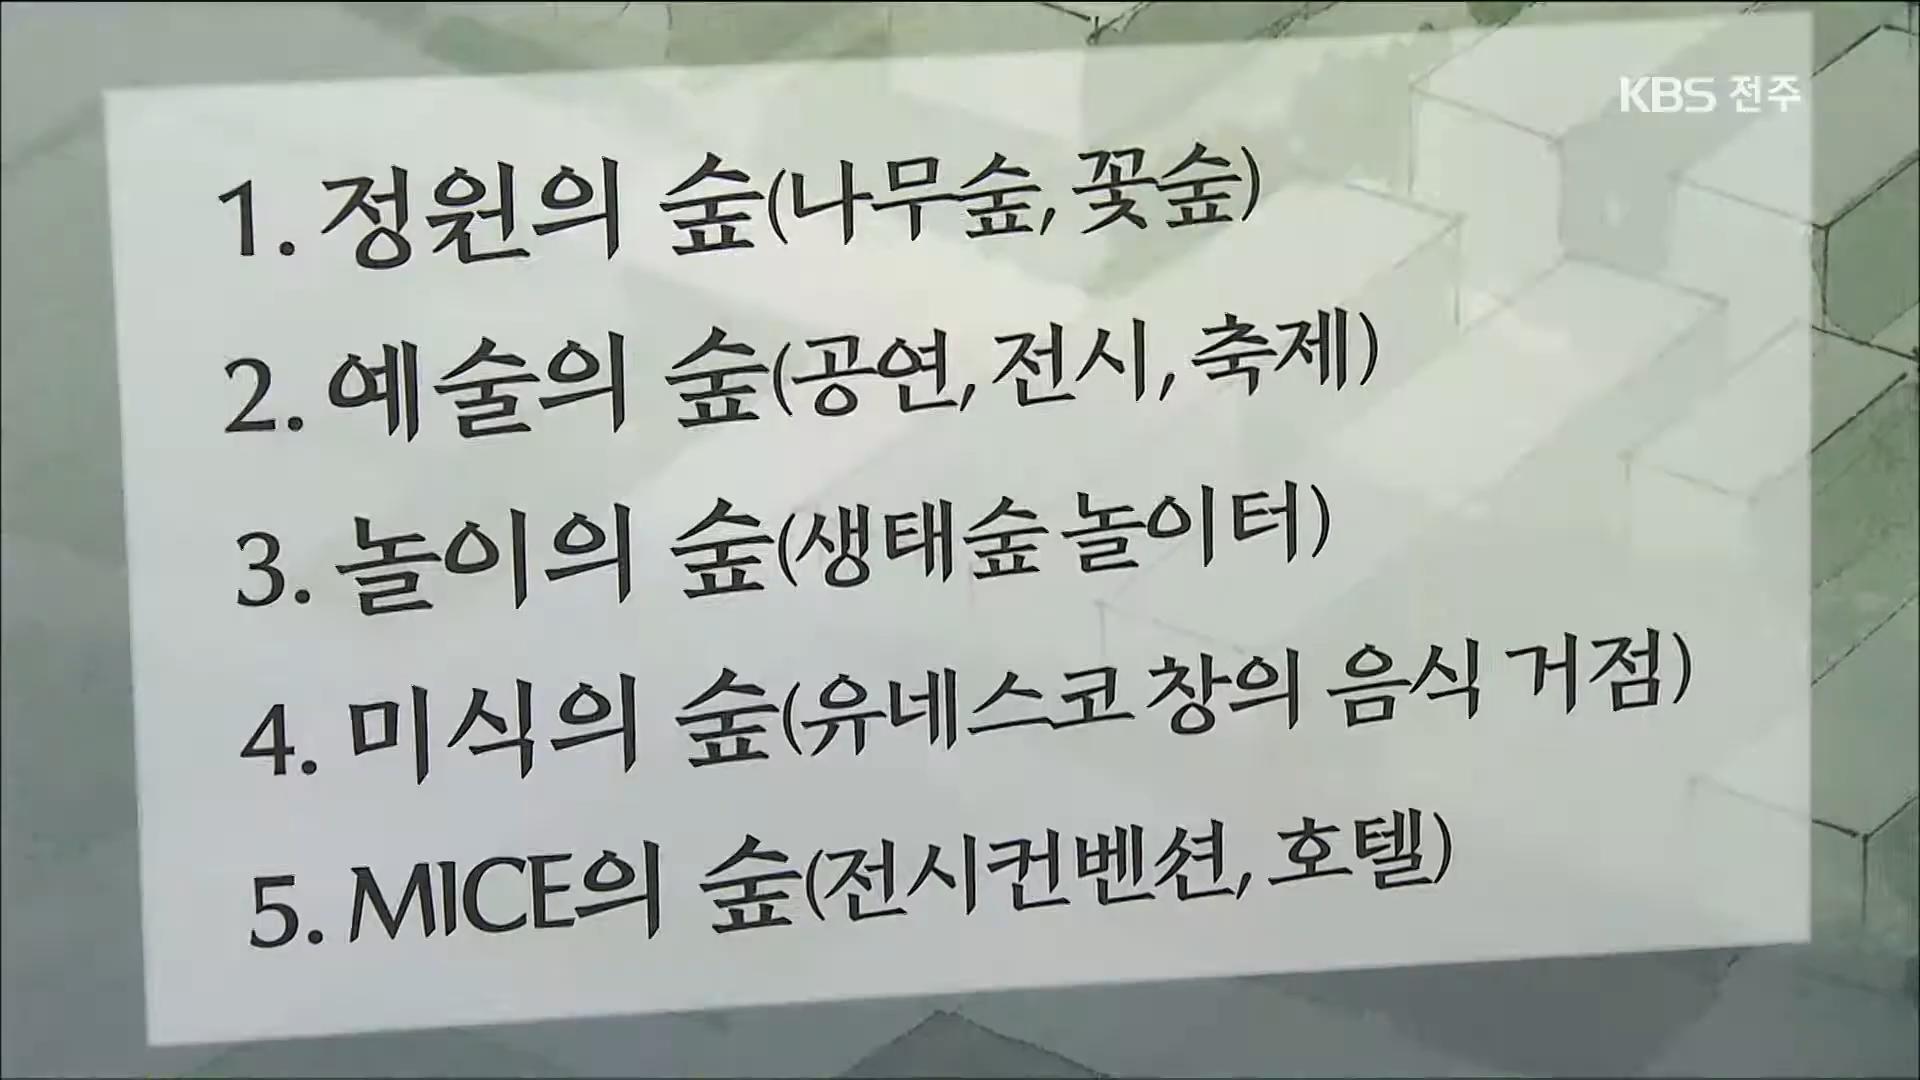 KBS 전주
1. 정원의 숲(나무숲, 꽃숲)
2. 예술의 숲(공연, 전시, 축제)
3. 놀이의 숲(생태숲 놀이터)
4. 미식의 숲(유네스코 창의 음식 거점)
5. MICE의 숲(전시컨벤션, 호텔)